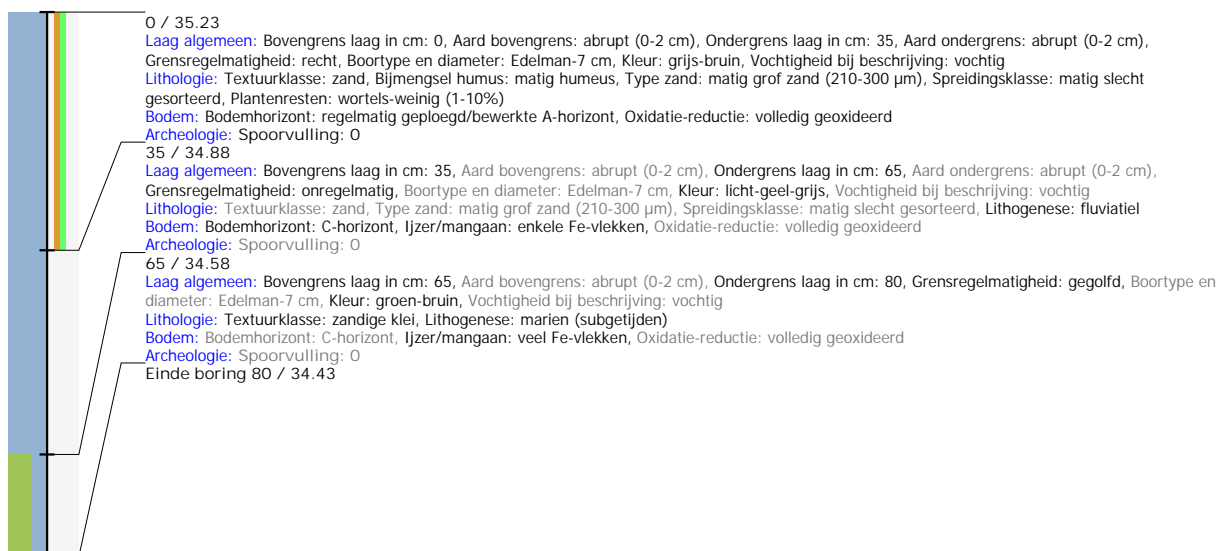 0 / 35.23
Laag algemeen: Bovengrens laag in cm: 0, Aard bovengrens: abrupt (0-2 cm), Ondergrens laag in cm: 35, Aard ondergrens: abrupt (0-2 cm),
Grensregelmatigheid: recht, Boortype en diameter: Edelman-7 cm, Kleur: grijs-bruin, Vochtigheid bij beschrijving: vochtig
Lithologie: Textuurklasse: zand, Bijmengsel humus: matig humeus, Type zand: matig grof zand (210-300 µm), Spreidingsklasse: matig slecht
gesorteerd, Plantenresten: wortels-weinig (1-10%)
Bodem: Bodemhorizont: regelmatig geploegd/bewerkte A-horizont, Oxidatie-reductie: volledig geoxideerd
Archeologie: Spoorvulling: 0
35 / 34.88
Laag algemeen: Bovengrens laag in cm: 35, Aard bovengrens: abrupt (0-2 cm), Ondergrens laag in cm: 65, Aard ondergrens: abrupt (0-2 cm),
Grensregelmatigheid: onregelmatig, Boortype en diameter: Edelman-7 cm, Kleur: licht-geel-grijs, Vochtigheid bij beschrijving: vochtig
Lithologie: Textuurklasse: zand, Type zand: matig grof zand (210-300 µm), Spreidingsklasse: matig slecht gesorteerd, Lithogenese: fluviatiel
Bodem: Bodemhorizont: C-horizont, Ijzer/mangaan: enkele Fe-vlekken, Oxidatie-reductie: volledig geoxideerd
Archeologie: Spoorvulling: 0
65 / 34.58
Laag algemeen: Bovengrens laag in cm: 65, Aard bovengrens: abrupt (0-2 cm), Ondergrens laag in cm: 80, Grensregelmatigheid: gegolfd, Boortype en
diameter: Edelman-7 cm, Kleur: groen-bruin, Vochtigheid bij beschrijving: vochtig
Lithologie: Textuurklasse: zandige klei, Lithogenese: marien (subgetijden)
Bodem: Bodemhorizont: C-horizont, Ijzer/mangaan: veel Fe-vlekken, Oxidatie-reductie: volledig geoxideerd
Archeologie: Spoorvulling: 0
Einde boring 80 / 34.43